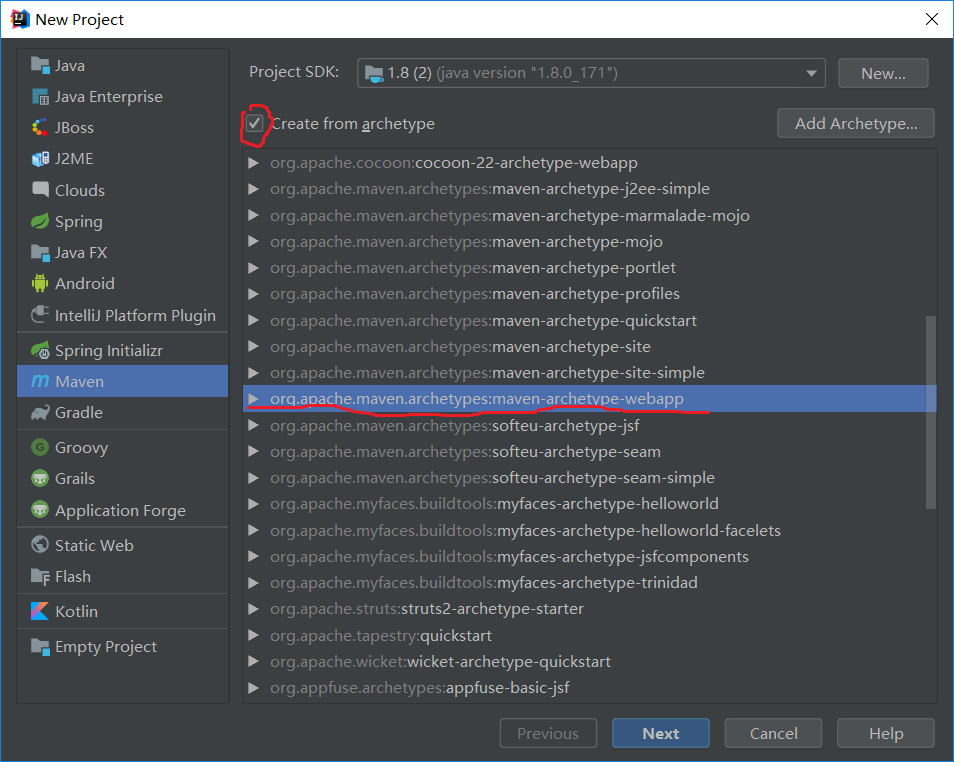 New Project
Java
Java Enterprise
JBoss
J2ME
Clouds
Spring
Java FX
Android
IntelliJ Platform Plugin
Spring Initializr
Maven
Gradle
Groovy
Grails
Application Forge
Static Web
Flash
Kotlin
Empty Project
Project SDK: 1.8 (2) (java version "1.8.0_171") New...
Create from archetype Add Archetype...
org.apache.cocoon:cocoon-22-archetype-webapp
org.apache.maven.archetypes:maven-archetype-j2ee-simple
org.apache.maven.archetypes:maven-archetype-marmalade-mojo
org.apache.maven.archetypes:maven-archetype-mojo
org.apache.maven.archetypes:maven-archetype-portlet
org.apache.maven.archetypes:maven-archetype-profiles
org.apache.maven.archetypes:maven-archetype-quickstart
org.apache.maven.archetypes:maven-archetype-site
org.apache.maven.archetypes:maven-archetype-site-simple
org.apache.maven.archetypes:maven-archetype-webapp
org.apache.maven.archetypes:softeu-archetype-jsf
org.apache.maven.archetypes:softeu-archetype-seam
org.apache.maven.archetypes:softeu-archetype-seam-simple
org.apache.myfaces.buildtools:myfaces-archetype-helloworld
org.apache.myfaces.buildtools:myfaces-archetype-helloworld-facelets
org.apache.myfaces.buildtools:myfaces-archetype-jsfcomponents
org.apache.myfaces.buildtools:myfaces-archetype-trinidad
org.apache.struts:struts2-archetype-starter
org.apache.tapestry:quickstart
org.apache.wicket:wicket-archetype-quickstart
org.appfuse.archetypes:appfuse-basic-jsf
Previous Next Cancel Help